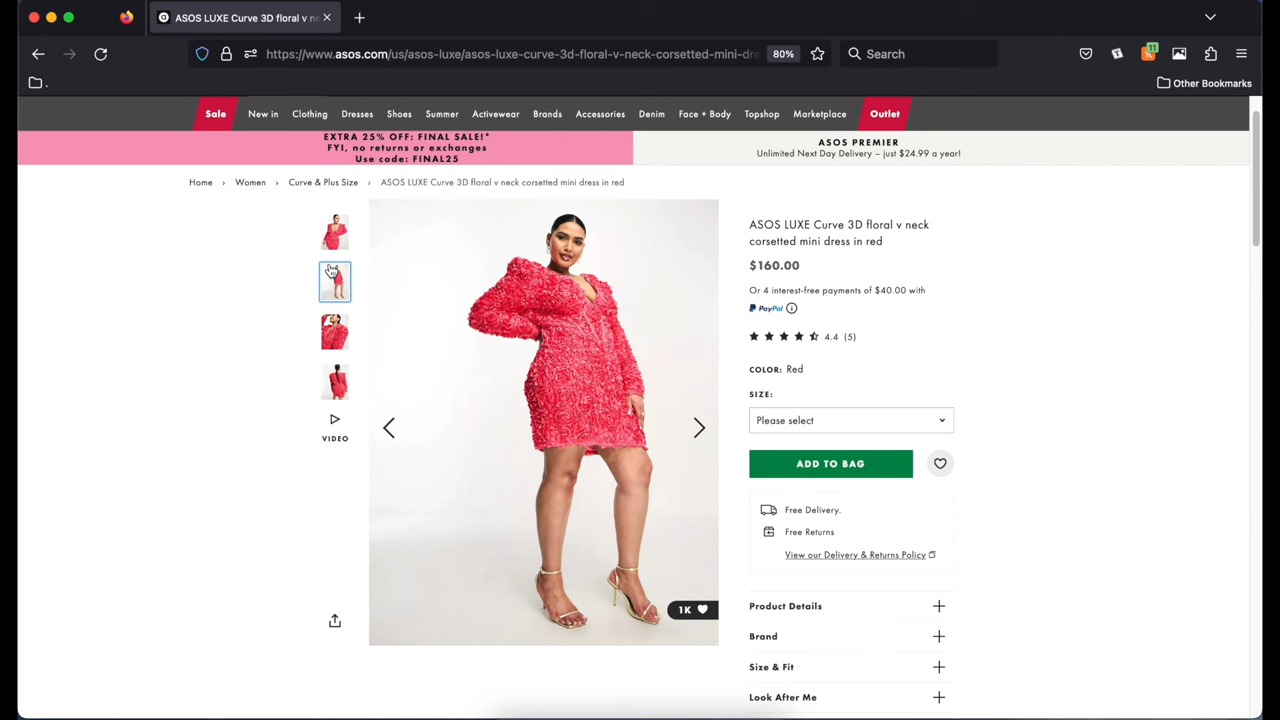 ASOS LUXE Curve 3D floral v ne
https://www.asos.com/us/asos-luxe/asos-luxe-curve-3d-floral-v-neck-corsetted-mini-dre
80%
Search
11
.
Other Bookmarks
Sale
New in
Clothing
Dresses
Shoes
Summer
Activewear
Brands
Accessories
Denim
Face + Body
Topshop
Marketplace
Outlet
EXTRA 25% OFF: FINAL SALE!*
FYI, no returns or exchanges
Use code: FINAL25
ASOS PREMIER
Unlimited Next Day Delivery – just $24.99 a year!
Home › Women › Curve & Plus Size › ASOS LUXE Curve 3D floral v neck corsetted mini dress in red
VIDEO
1K
ASOS LUXE Curve 3D floral v neck
corsetted mini dress in red
$160.00
Or 4 interest-free payments of $40.00 with
PayPal
4.4 (5)
COLOR: Red
SIZE:
Please select
ADD TO BAG
Free Delivery.
Free Returns
View our Delivery & Returns Policy
Product Details
Brand
Size & Fit
Look After Me